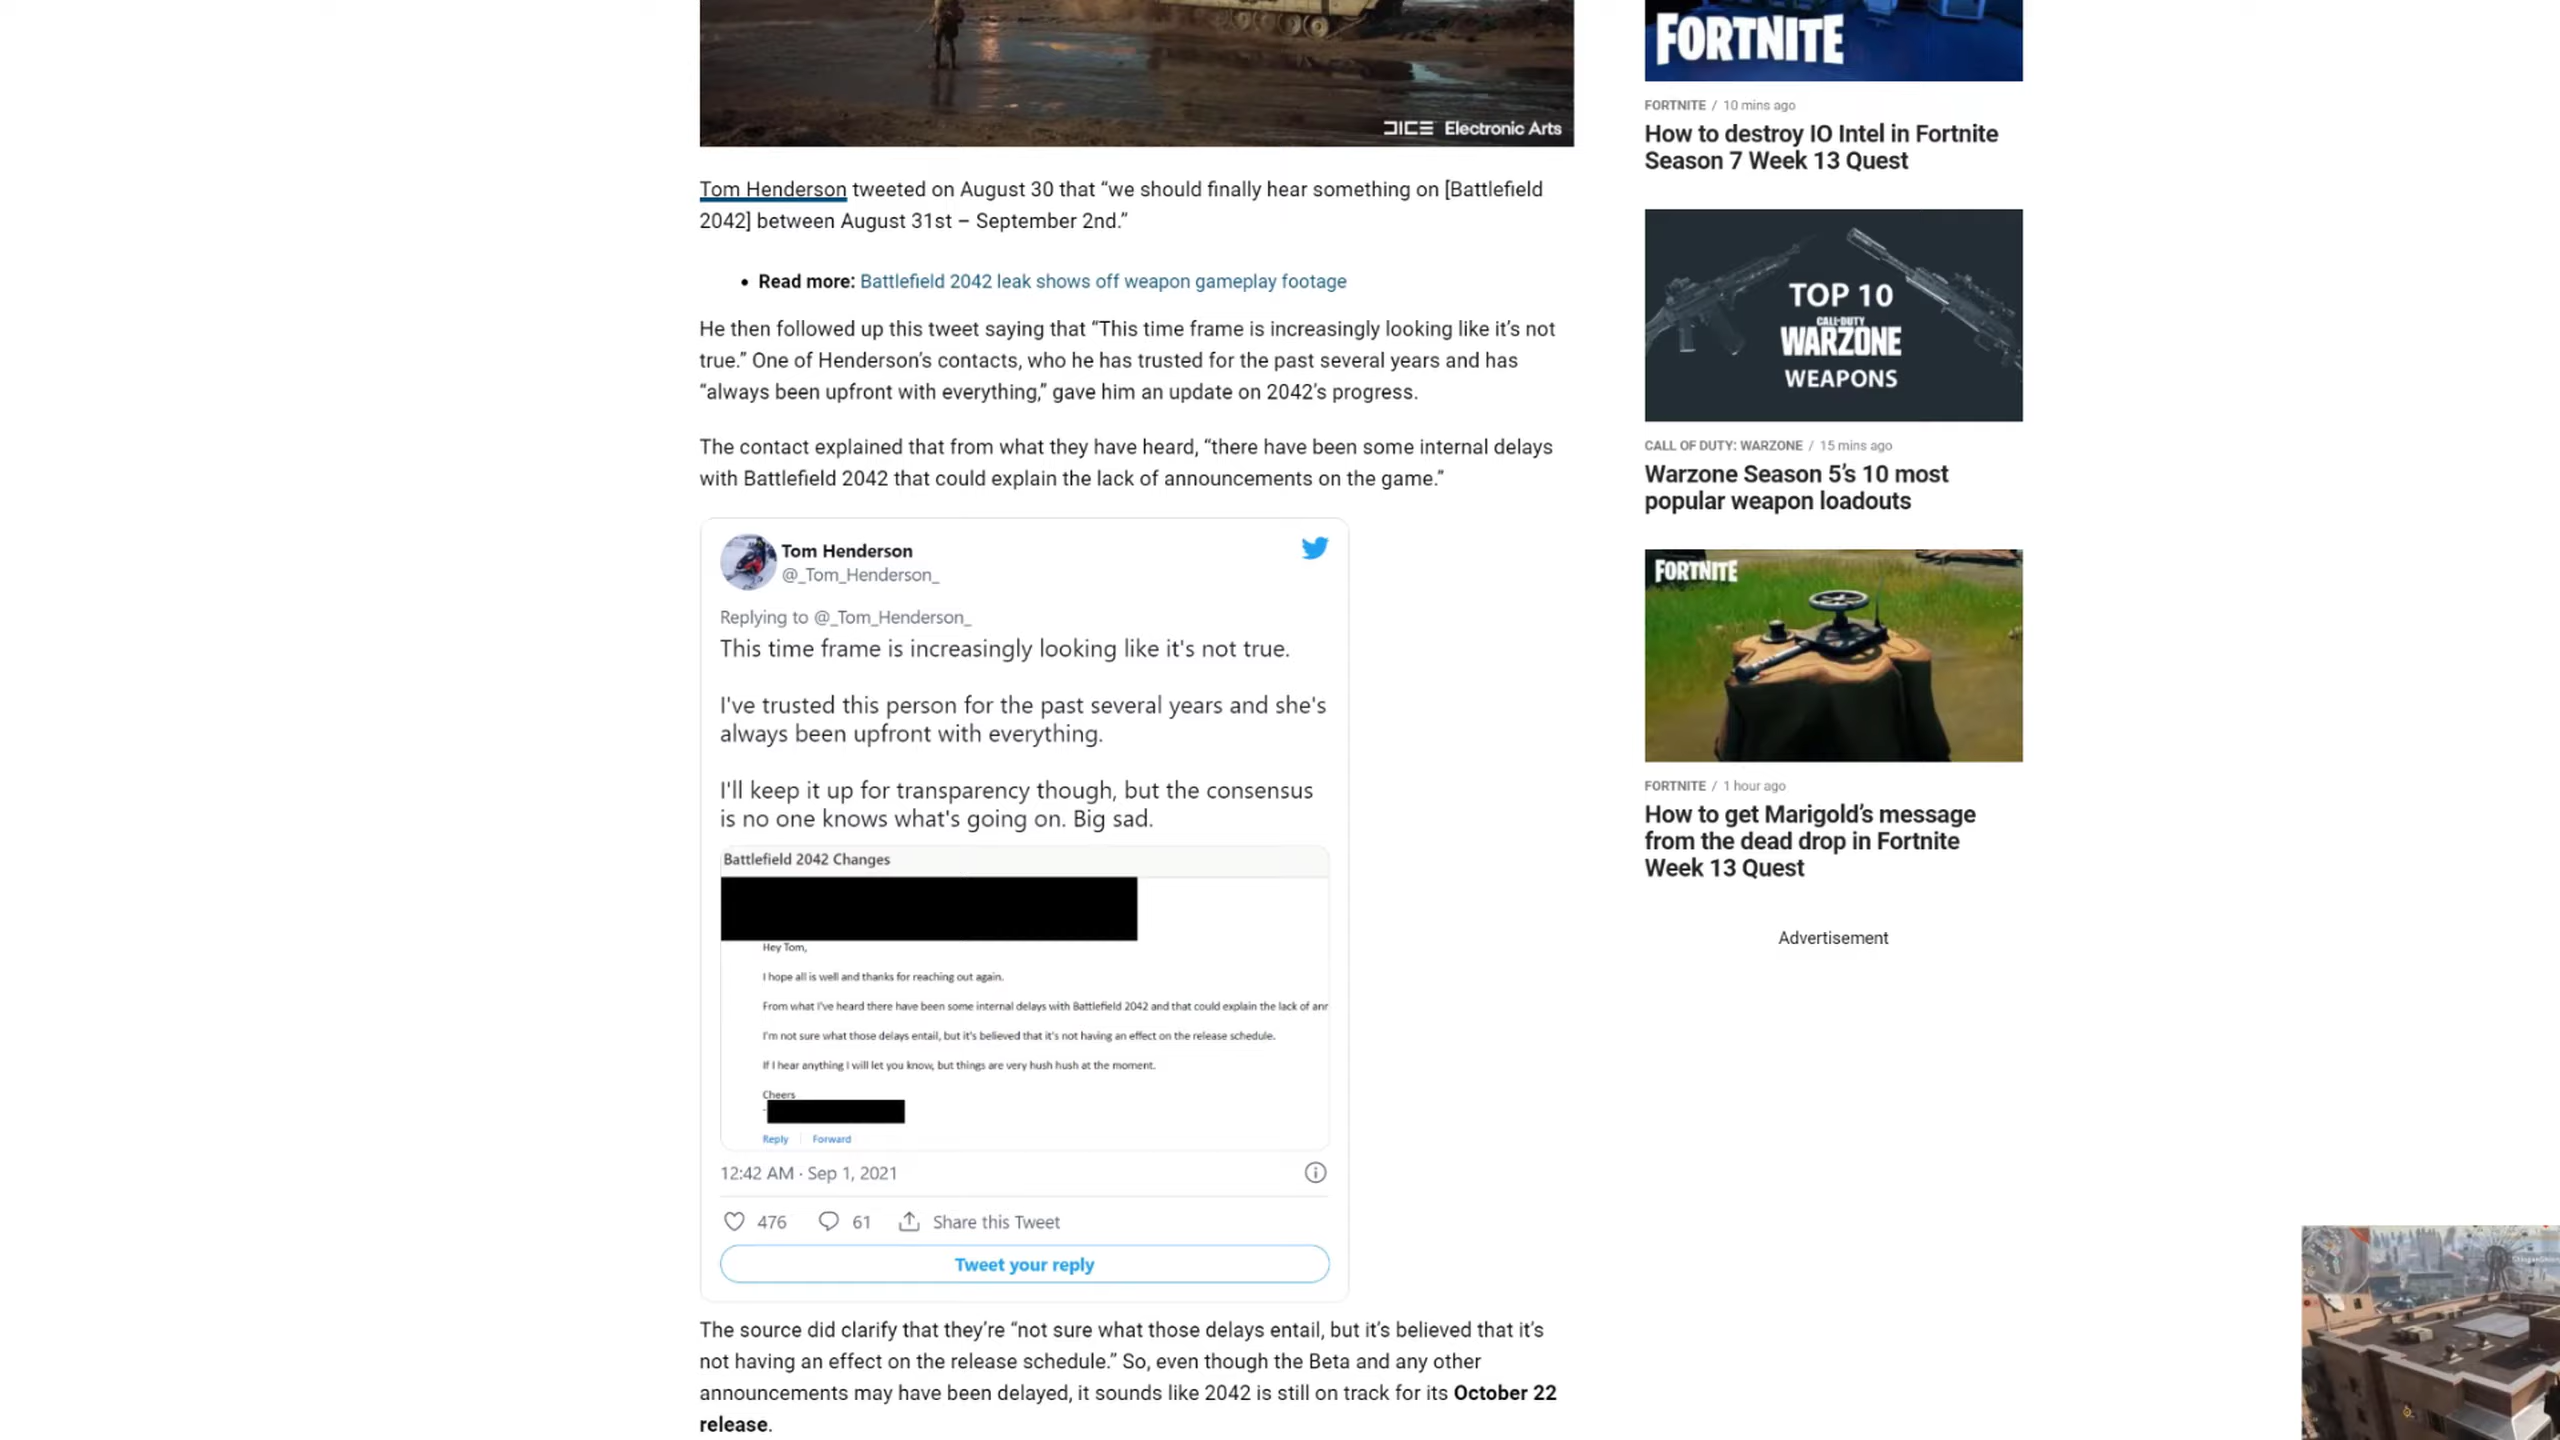 DICE Electronic Arts
Tom Henderson tweeted on August 30 that “we should finally hear something on [Battlefield
2042] between August 31st – September 2nd.”
• Read more: Battlefield 2042 leak shows off weapon gameplay footage
He then followed up this tweet saying that “This time frame is increasingly looking like it’s not
true.” One of Henderson’s contacts, who he has trusted for the past several years and has
“always been upfront with everything,” gave him an update on 2042’s progress.
The contact explained that from what they have heard, “there have been some internal delays
with Battlefield 2042 that could explain the lack of announcements on the game.”
Tom Henderson
@_Tom_Henderson_
Replying to @_Tom_Henderson_
This time frame is increasingly looking like it's not true.
I've trusted this person for the past several years and she's
always been upfront with everything.
I'll keep it up for transparency though, but the consensus
is no one knows what's going on. Big sad.
Battlefield 2042 Changes
Hey Tom,
I hope all is well and thanks for reaching out again.
From what I've heard there have been some internal delays with Battlefield 2042 and that could explain the lack of anr
I'm not sure what those delays entail, but it's believed that it's not having an effect on the release schedule.
If I hear anything I will let you know, but things are very hush hush at the moment.
Cheers
-
Reply Forward
12:42 AM · Sep 1, 2021
476 61 Share this Tweet
Tweet your reply
The source did clarify that they’re “not sure what those delays entail, but it’s believed that it’s
not having an effect on the release schedule.” So, even though the Beta and any other
announcements may have been delayed, it sounds like 2042 is still on track for its October 22
release.
FORTNITE
FORTNITE / 10 mins ago
How to destroy IO Intel in Fortnite
Season 7 Week 13 Quest
TOP 10
CALL OF DUTY
WARZONE
WEAPONS
CALL OF DUTY: WARZONE / 15 mins ago
Warzone Season 5’s 10 most
popular weapon loadouts
FORTNITE
FORTNITE / 1 hour ago
How to get Marigold’s message
from the dead drop in Fortnite
Week 13 Quest
Advertisement